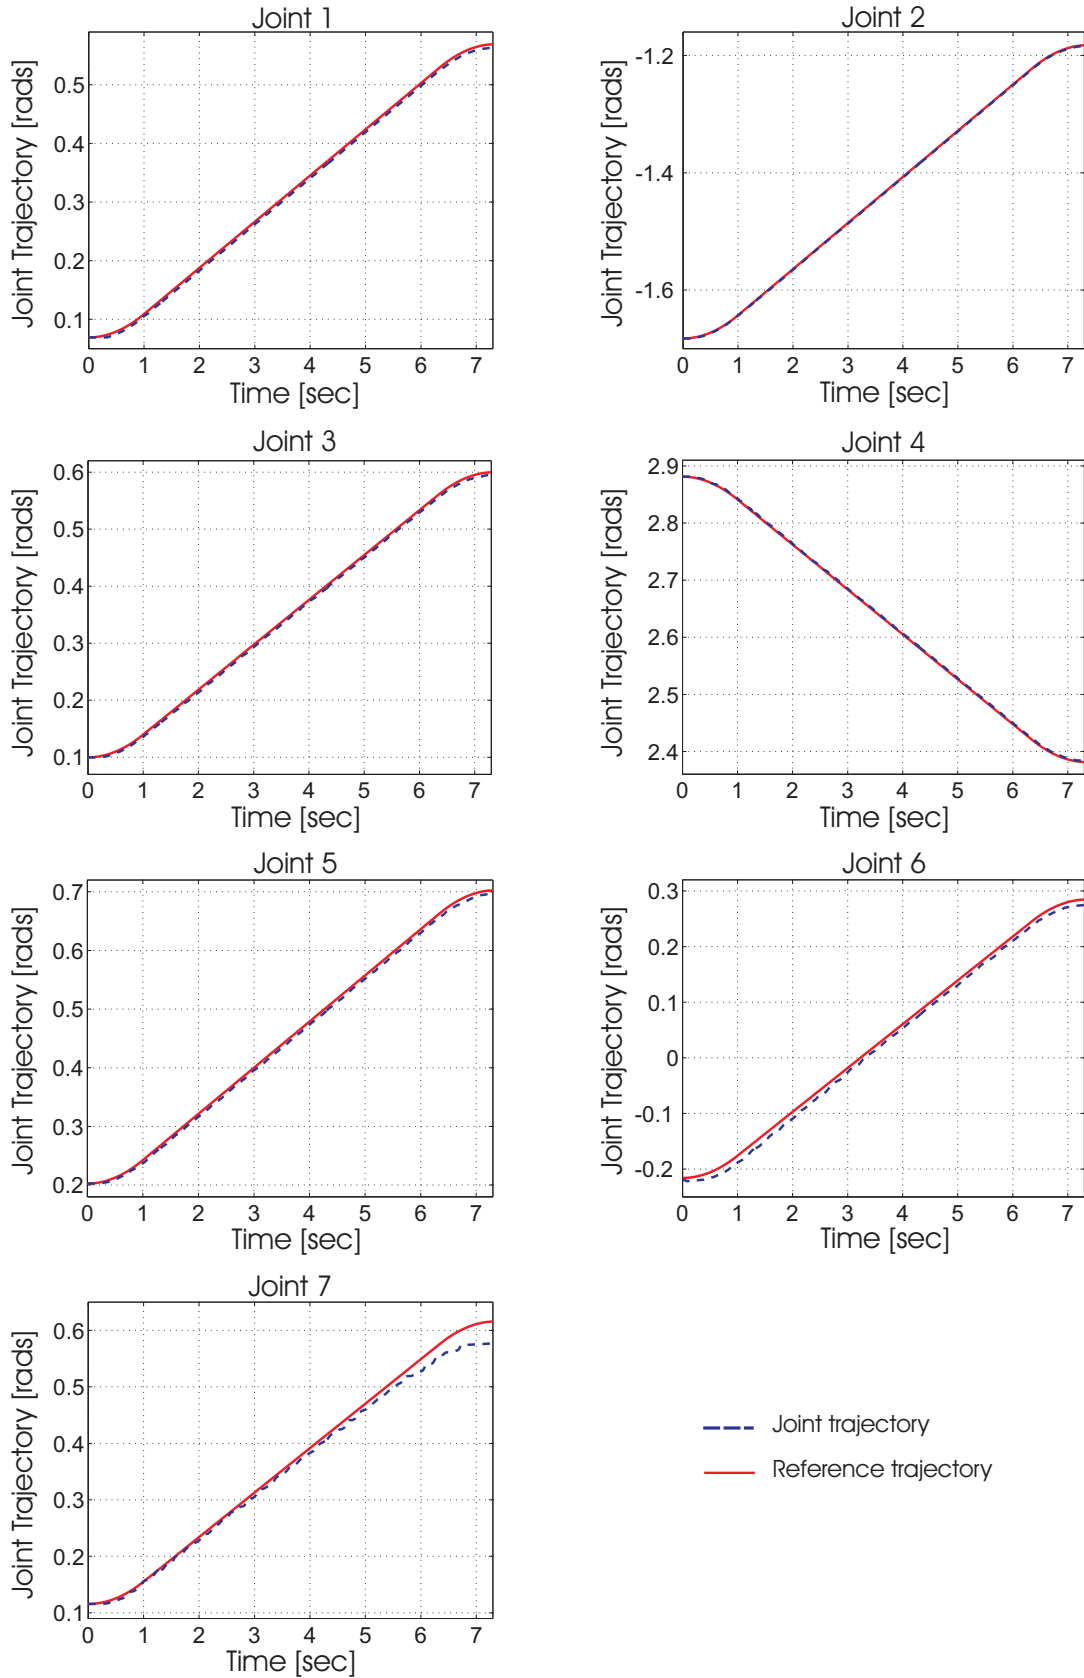 Joint 1
Joint Trajectory [rads]
0.5
0.4
0.3
0.2
0.1
0 1 2 3 4 5 6 7
Time [sec]
Joint 2
Joint Trajectory [rads]
-1.2
-1.4
-1.6
0 1 2 3 4 5 6 7
Time [sec]
Joint 3
Joint Trajectory [rads]
0.6
0.5
0.4
0.3
0.2
0.1
0 1 2 3 4 5 6 7
Time [sec]
Joint 4
Joint Trajectory [rads]
2.9
2.8
2.7
2.6
2.5
2.4
0 1 2 3 4 5 6 7
Time [sec]
Joint 5
Joint Trajectory [rads]
0.7
0.6
0.5
0.4
0.3
0.2
0 1 2 3 4 5 6 7
Time [sec]
Joint 6
Joint Trajectory [rads]
0.3
0.2
0.1
0
-0.1
-0.2
0 1 2 3 4 5 6 7
Time [sec]
Joint 7
Joint Trajectory [rads]
0.6
0.5
0.4
0.3
0.2
0.1
0 1 2 3 4 5 6 7
Time [sec]
Joint trajectory
Reference trajectory